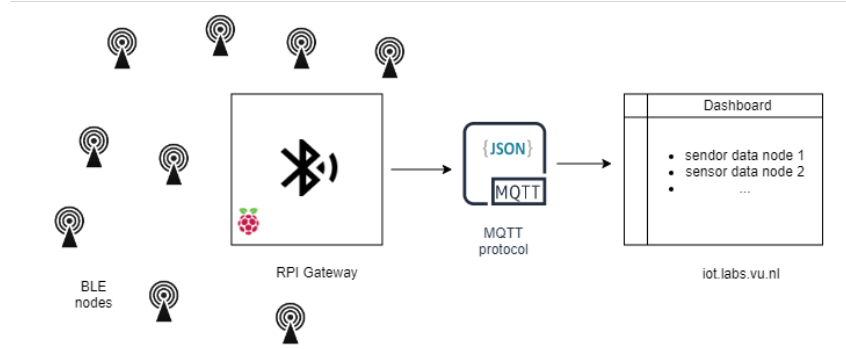 {JSON}
MQTT
Dashboard
sendor data node 1
sensor data node 2
...
RPI Gateway
MQTT
protocol
iot.labs.vu.nl
BLE
nodes